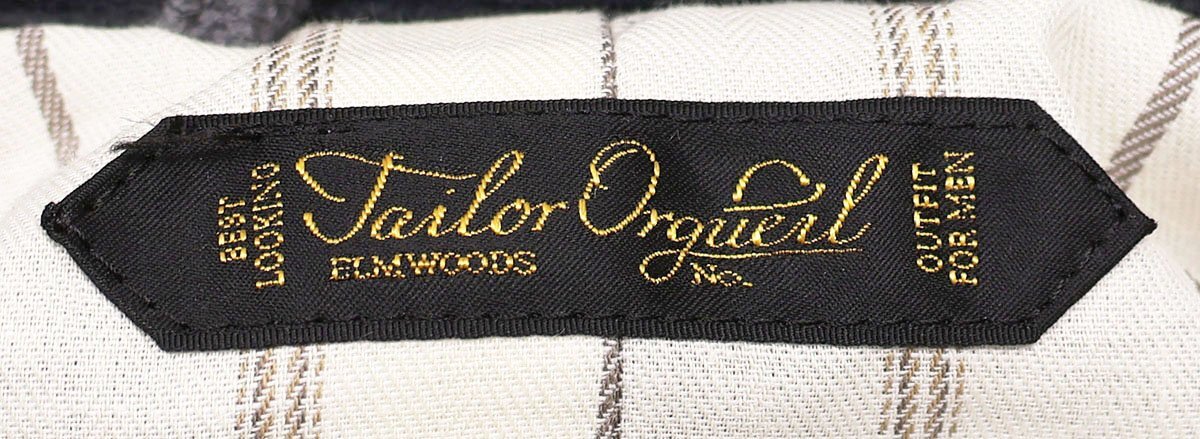 BEST
LOOKING
Tailor Orgueil
ELMWOODS
No.
OUTFIT
FOR MEN